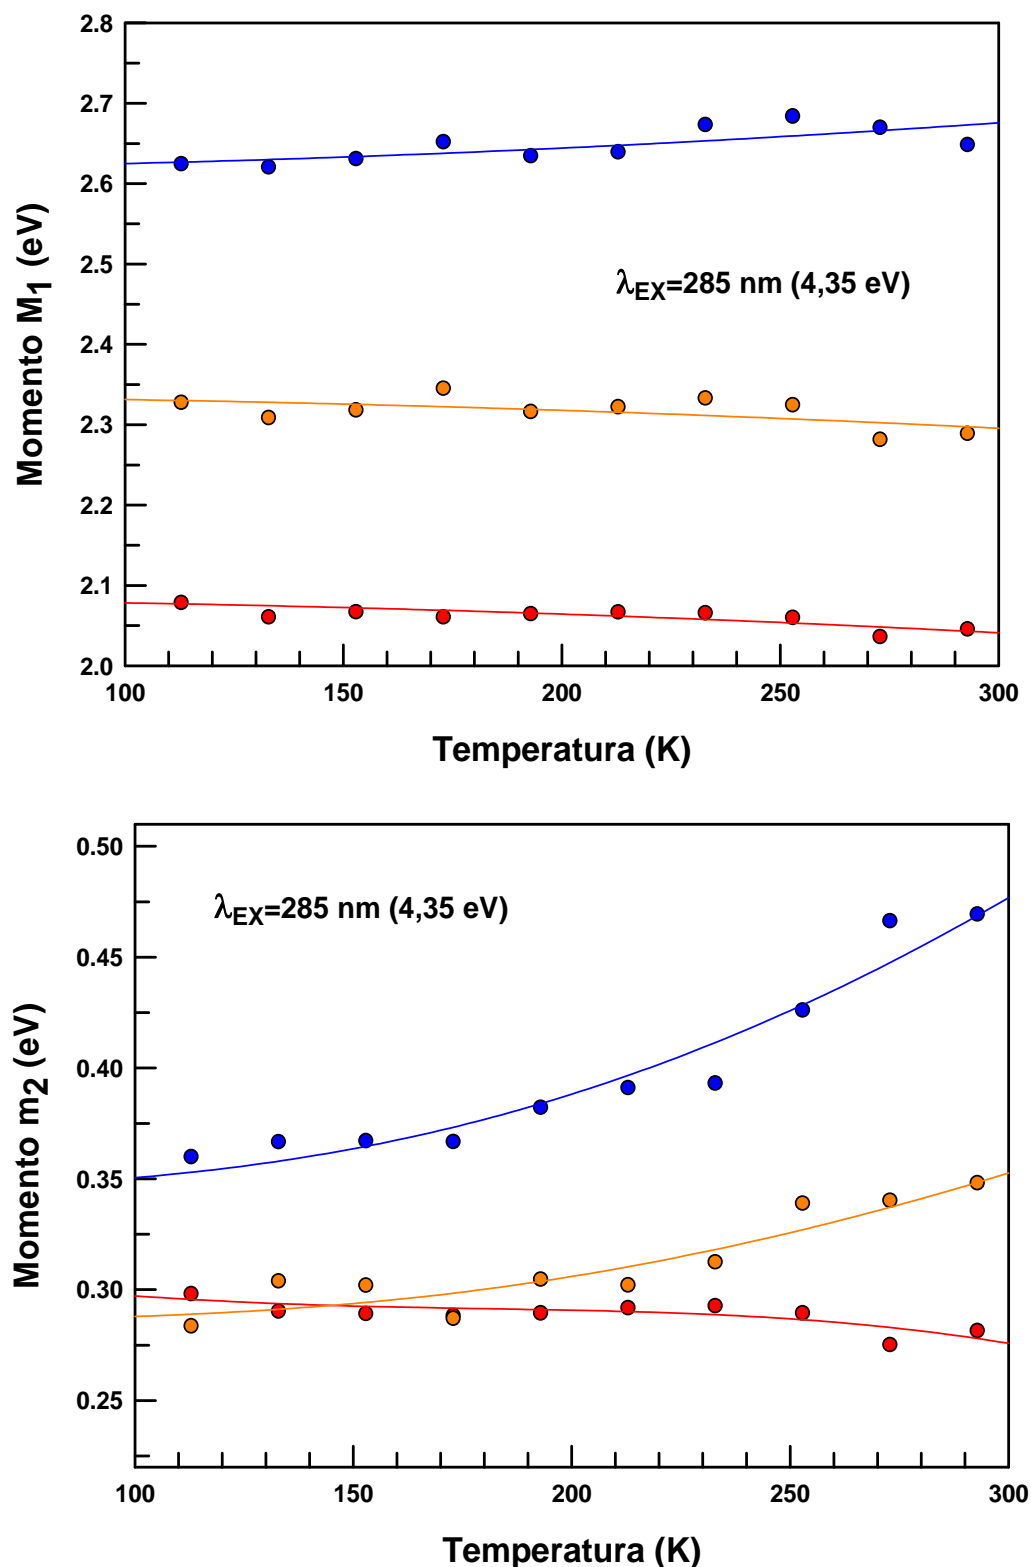 2.8
2.7
2.6
2.5
2.4
2.3
2.2
2.1
2.0
Momento M1 (eV)
λEX=285 nm (4,35 eV)
100 150 200 250 300
Temperatura (K)
0.50
0.45
0.40
0.35
0.30
0.25
Momento m2 (eV)
λEX=285 nm (4,35 eV)
100 150 200 250 300
Temperatura (K)